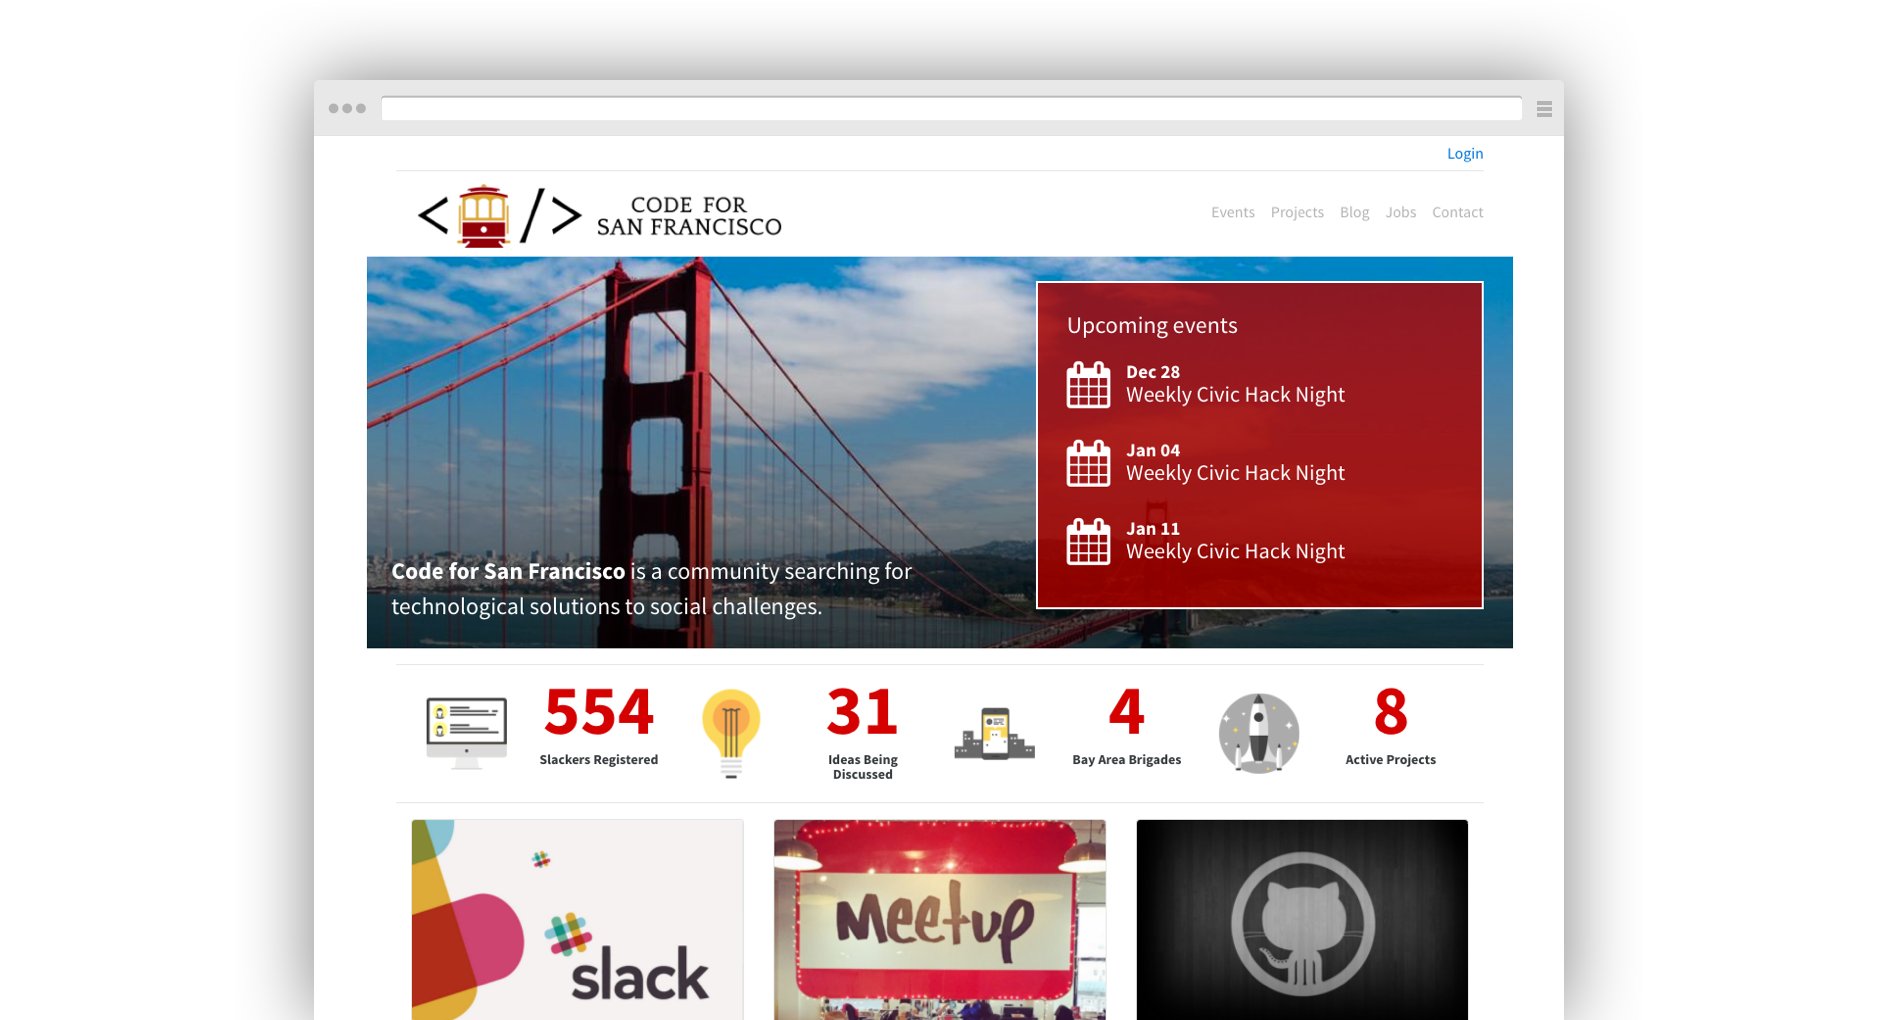 Login
CODE FOR
SAN FRANCISCO
Events Projects Blog Jobs Contact
Upcoming events
Dec 28
Weekly Civic Hack Night
Jan 04
Weekly Civic Hack Night
Jan 11
Weekly Civic Hack Night
Code for San Francisco is a community searching for
technological solutions to social challenges.
554
Slackers Registered
31
Ideas Being
Discussed
4
Bay Area Brigades
8
Active Projects
slack
Meetup